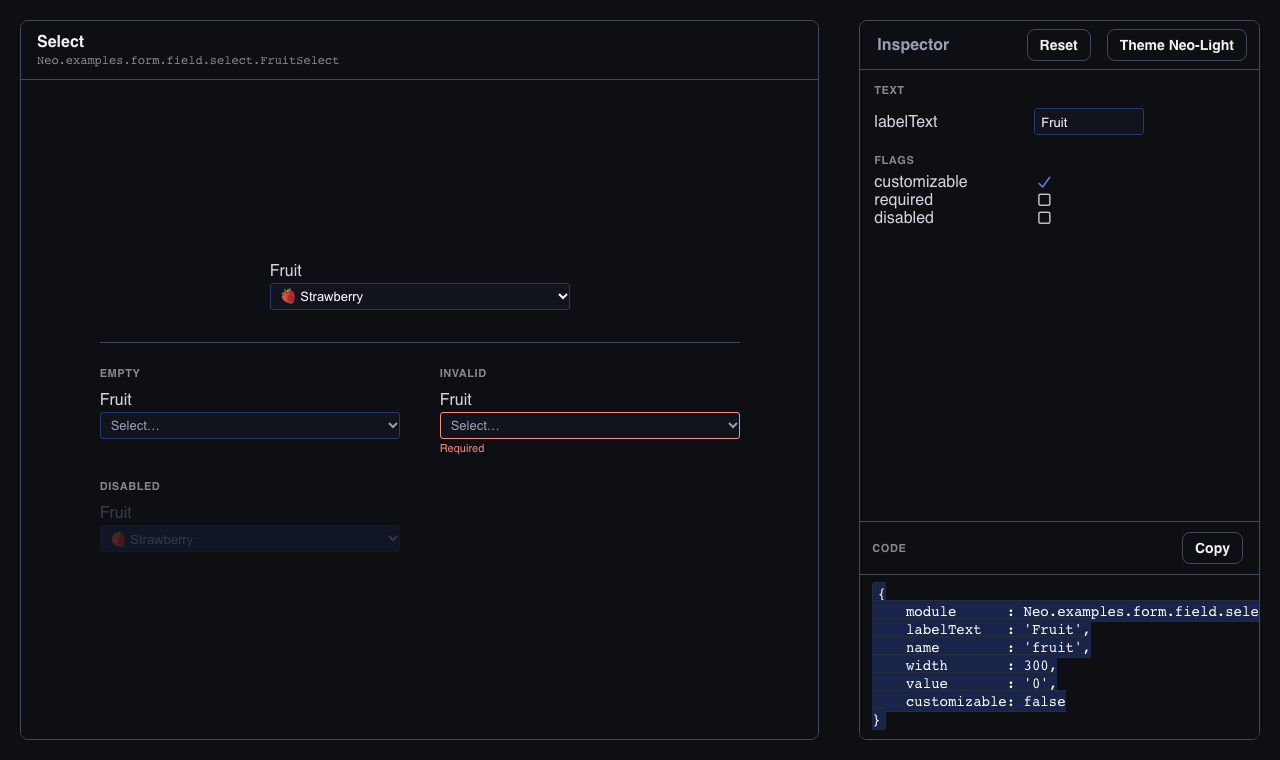 Select
Neo.examples.form.field.select.FruitSelect
Fruit
🍓 Strawberry
EMPTY
INVALID
Fruit
Fruit
Select...
Select...
Required
DISABLED
Fruit
🍓 Strawberry
Inspector
Reset
Theme Neo-Light
TEXT
labelText
Fruit
FLAGS
customizable
required
disabled
CODE
Copy
{
    module      : Neo.examples.form.field.sele
    labelText   : 'Fruit',
    name        : 'fruit',
    width       : 300,
    value       : '0',
    customizable: false
}